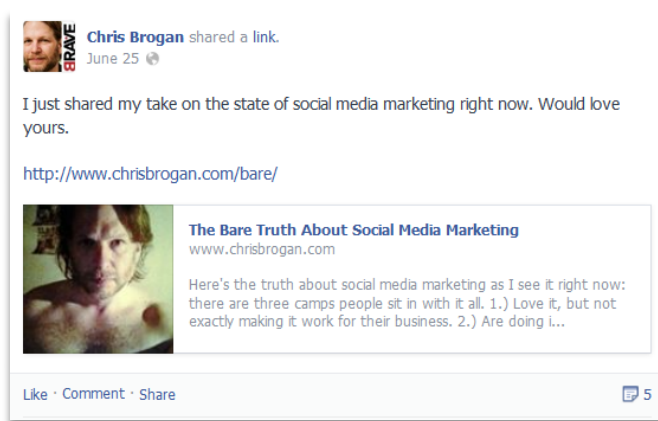 BRAVE
Chris Brogan shared a link.
June 25
I just shared my take on the state of social media marketing right now. Would love
yours.
http://www.chrisbrogan.com/bare/
The Bare Truth About Social Media Marketing
www.chrisbrogan.com
Here's the truth about social media marketing as I see it right now:
there are three camps people sit in with it all. 1.) Love it, but not
exactly making it work for their business. 2.) Are doing i...
Like · Comment · Share
5